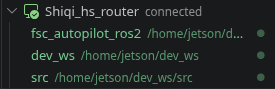 Shiqi_hs_router connected
fsc_autopilot_ros2 /home/jetson/d...
dev_ws /home/jetson/dev_ws
src /home/jetson/dev_ws/src